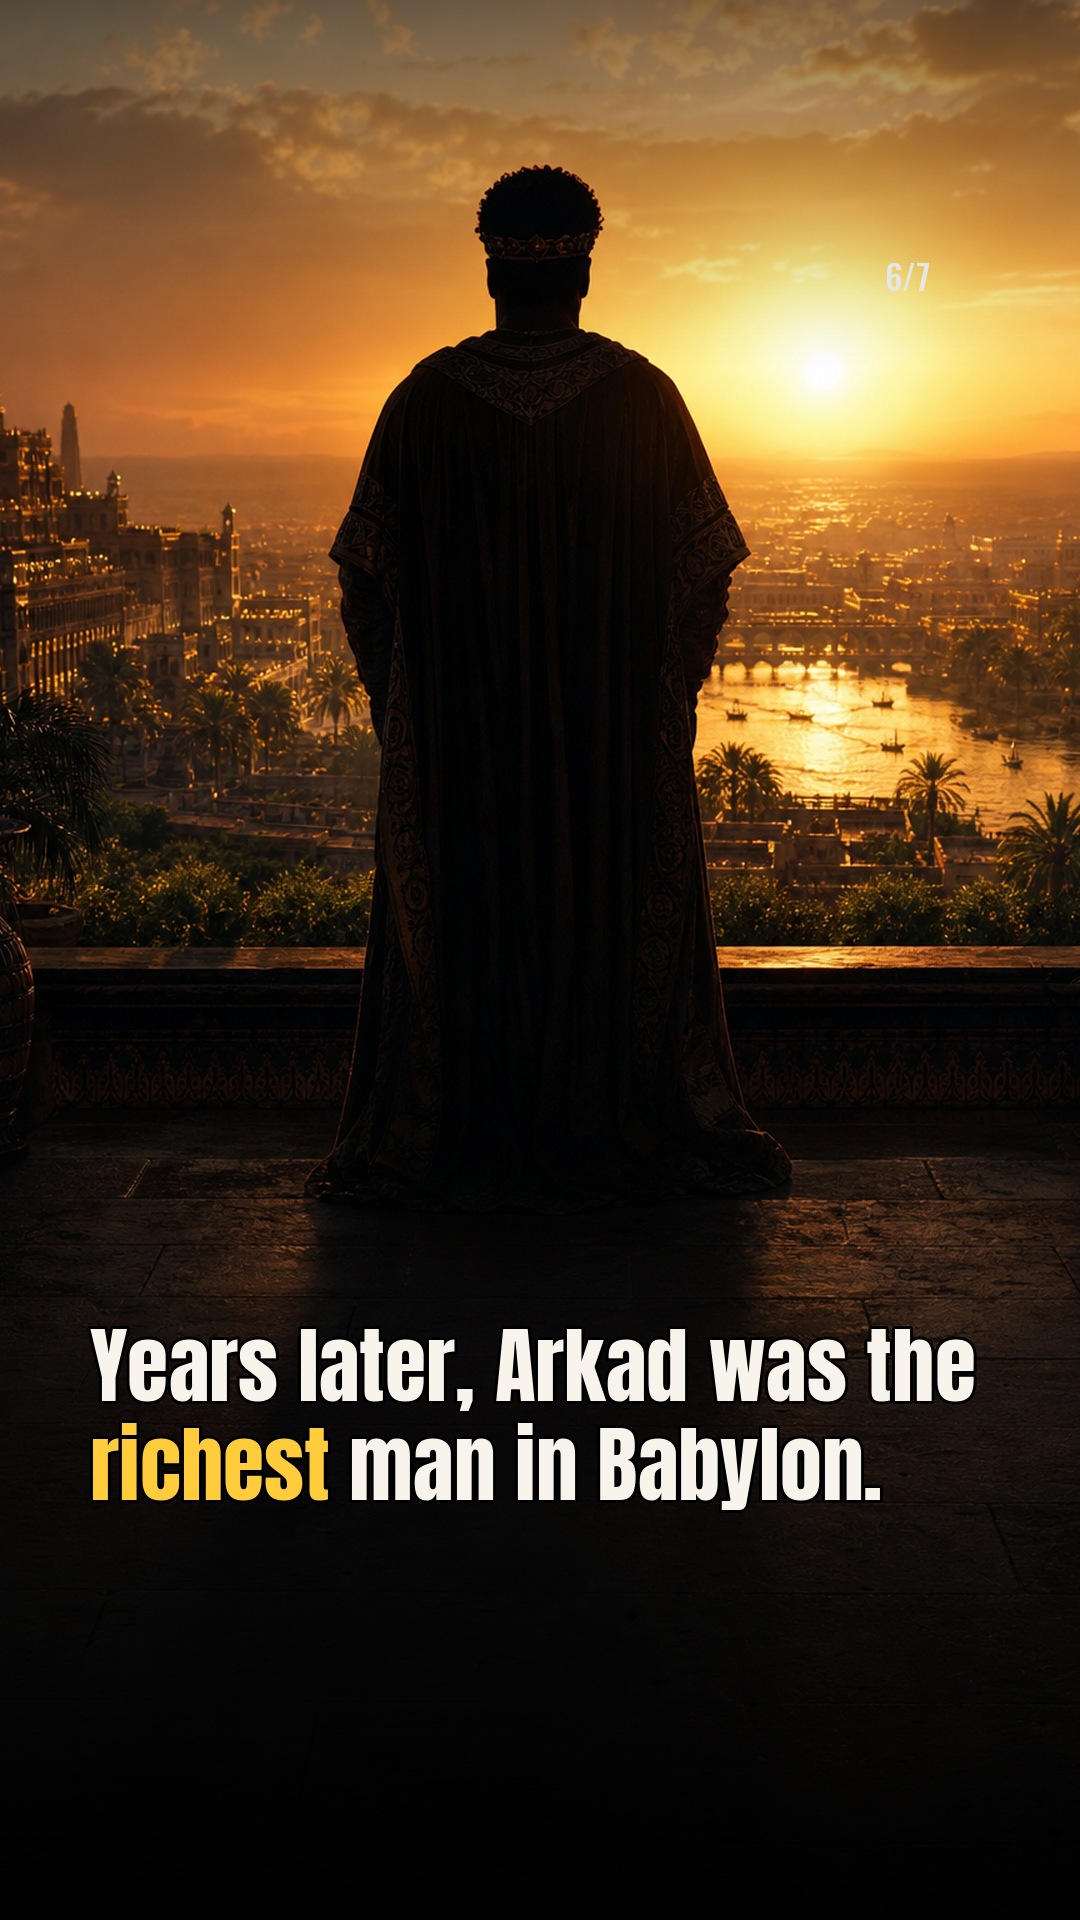 6/7
Years later, Arkad was the
richest man in Babylon.